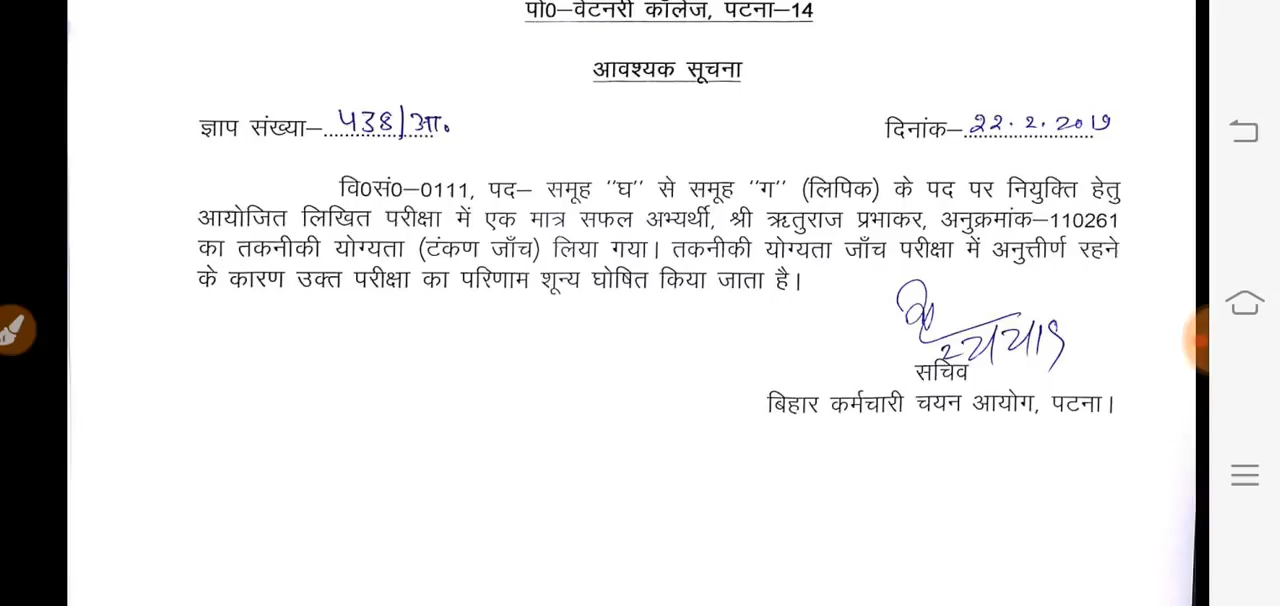 पो0–वेटनरी कॉलेज, पटना–14
आवश्यक सूचना
ज्ञाप संख्या–....438/आ०
दिनांक–22.2.2019
वि0सं0–0111, पद– समूह "घ" से समूह "ग" (लिपिक) के पद पर नियुक्ति हेतु
आयोजित लिखित परीक्षा में एक मात्र सफल अभ्यर्थी, श्री ऋतुराज प्रभाकर, अनुक्रमांक–110261
का तकनीकी योग्यता (टंकण जाँच) लिया गया। तकनीकी योग्यता जाँच परीक्षा में अनुत्तीर्ण रहने
के कारण उक्त परीक्षा का परिणाम शून्य घोषित किया जाता है।
सचिव
बिहार कर्मचारी चयन आयोग, पटना।